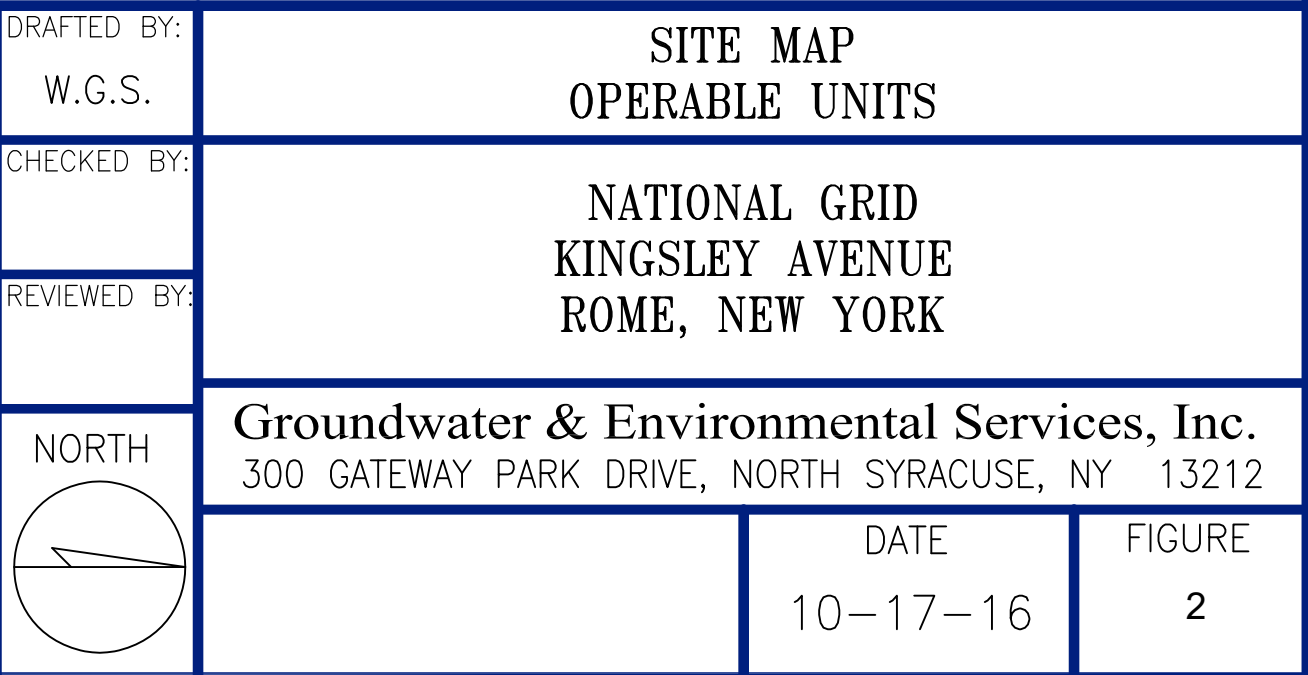 DRAFTED BY:
W.G.S.
SITE MAP
OPERABLE UNITS
CHECKED BY:
NATIONAL GRID
KINGSLEY AVENUE
ROME, NEW YORK
REVIEWED BY:
NORTH
Groundwater & Environmental Services, Inc.
300 GATEWAY PARK DRIVE, NORTH SYRACUSE, NY 13212
DATE
10-17-16
FIGURE
2